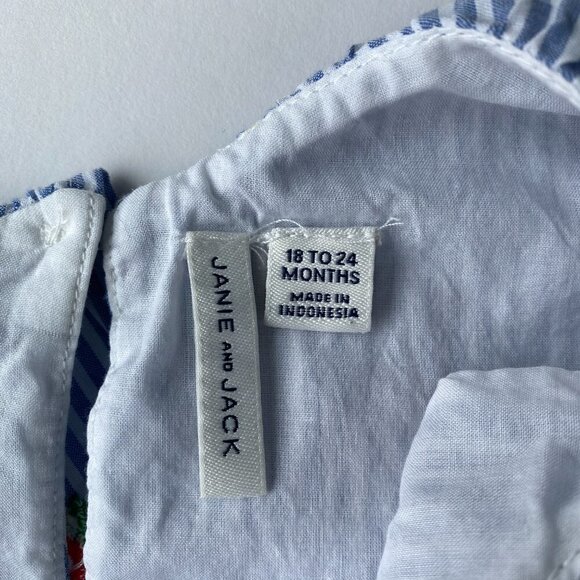 JANIE AND JACK
18 TO 24
MONTHS
MADE IN
INDONESIA